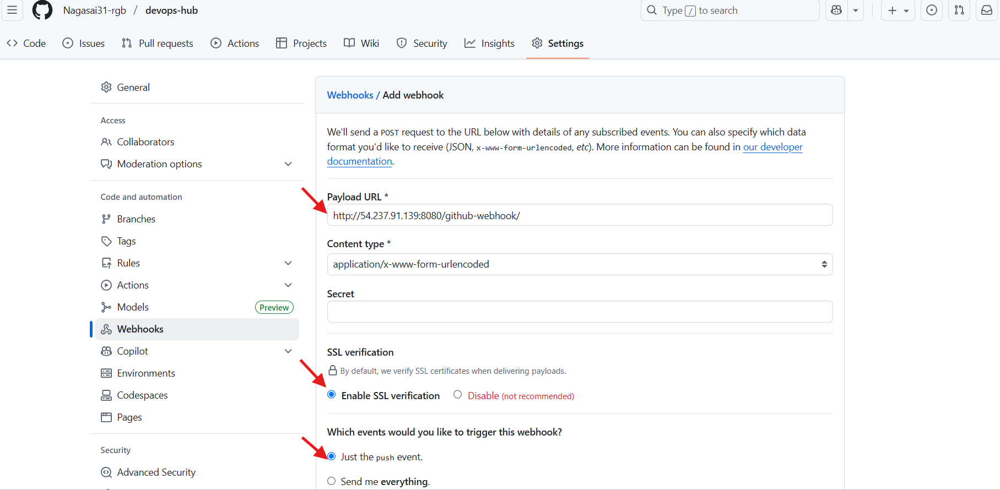 Nagasai31-rgb / devops-hub
Type / to search
Code
Issues
Pull requests
Actions
Projects
Wiki
Security
Insights
Settings
General
Access
Collaborators
Moderation options
Code and automation
Branches
Tags
Rules
Actions
Models
Preview
Webhooks
Copilot
Environments
Codespaces
Pages
Security
Advanced Security
Webhooks / Add webhook
We'll send a POST request to the URL below with details of any subscribed events. You can also specify which data
format you'd like to receive (JSON, x-www-form-urlencoded, etc). More information can be found in our developer
documentation.
Payload URL *
http://54.237.91.139:8080/github-webhook/
Content type *
application/x-www-form-urlencoded
Secret
SSL verification
By default, we verify SSL certificates when delivering payloads.
Enable SSL verification
Disable (not recommended)
Which events would you like to trigger this webhook?
Just the push event.
Send me everything.